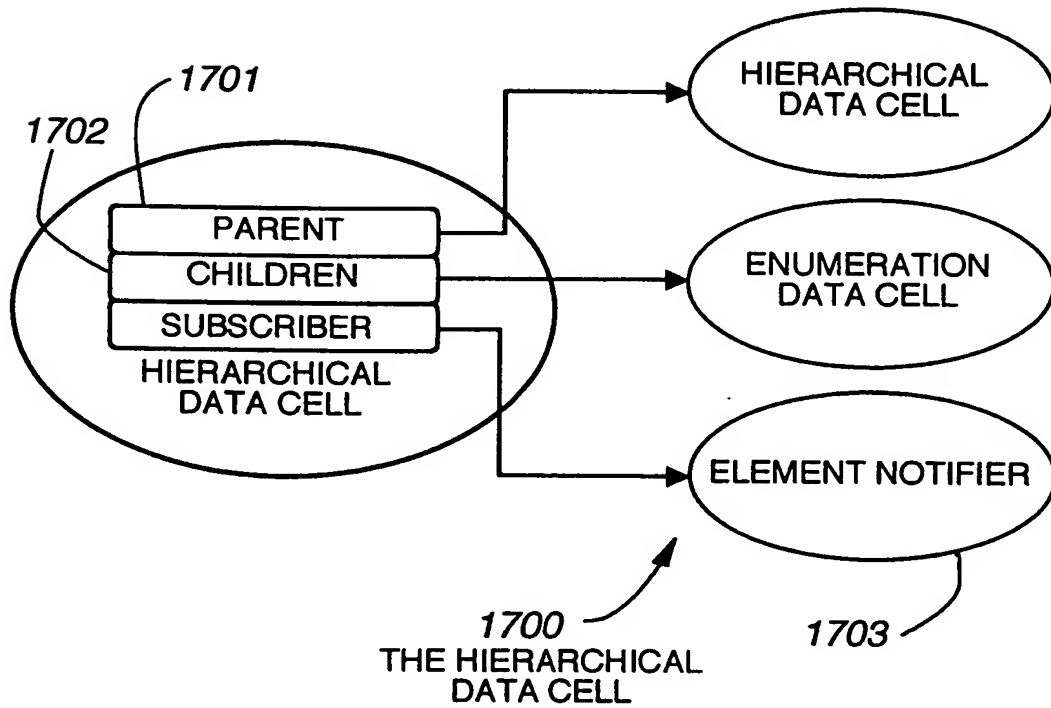 1701
1702
PARENT
CHILDREN
SUBSCRIBER
HIERARCHICAL
DATA CELL
HIERARCHICAL
DATA CELL
ENUMERATION
DATA CELL
ELEMENT NOTIFIER
1700
THE HIERARCHICAL
DATA CELL
1703